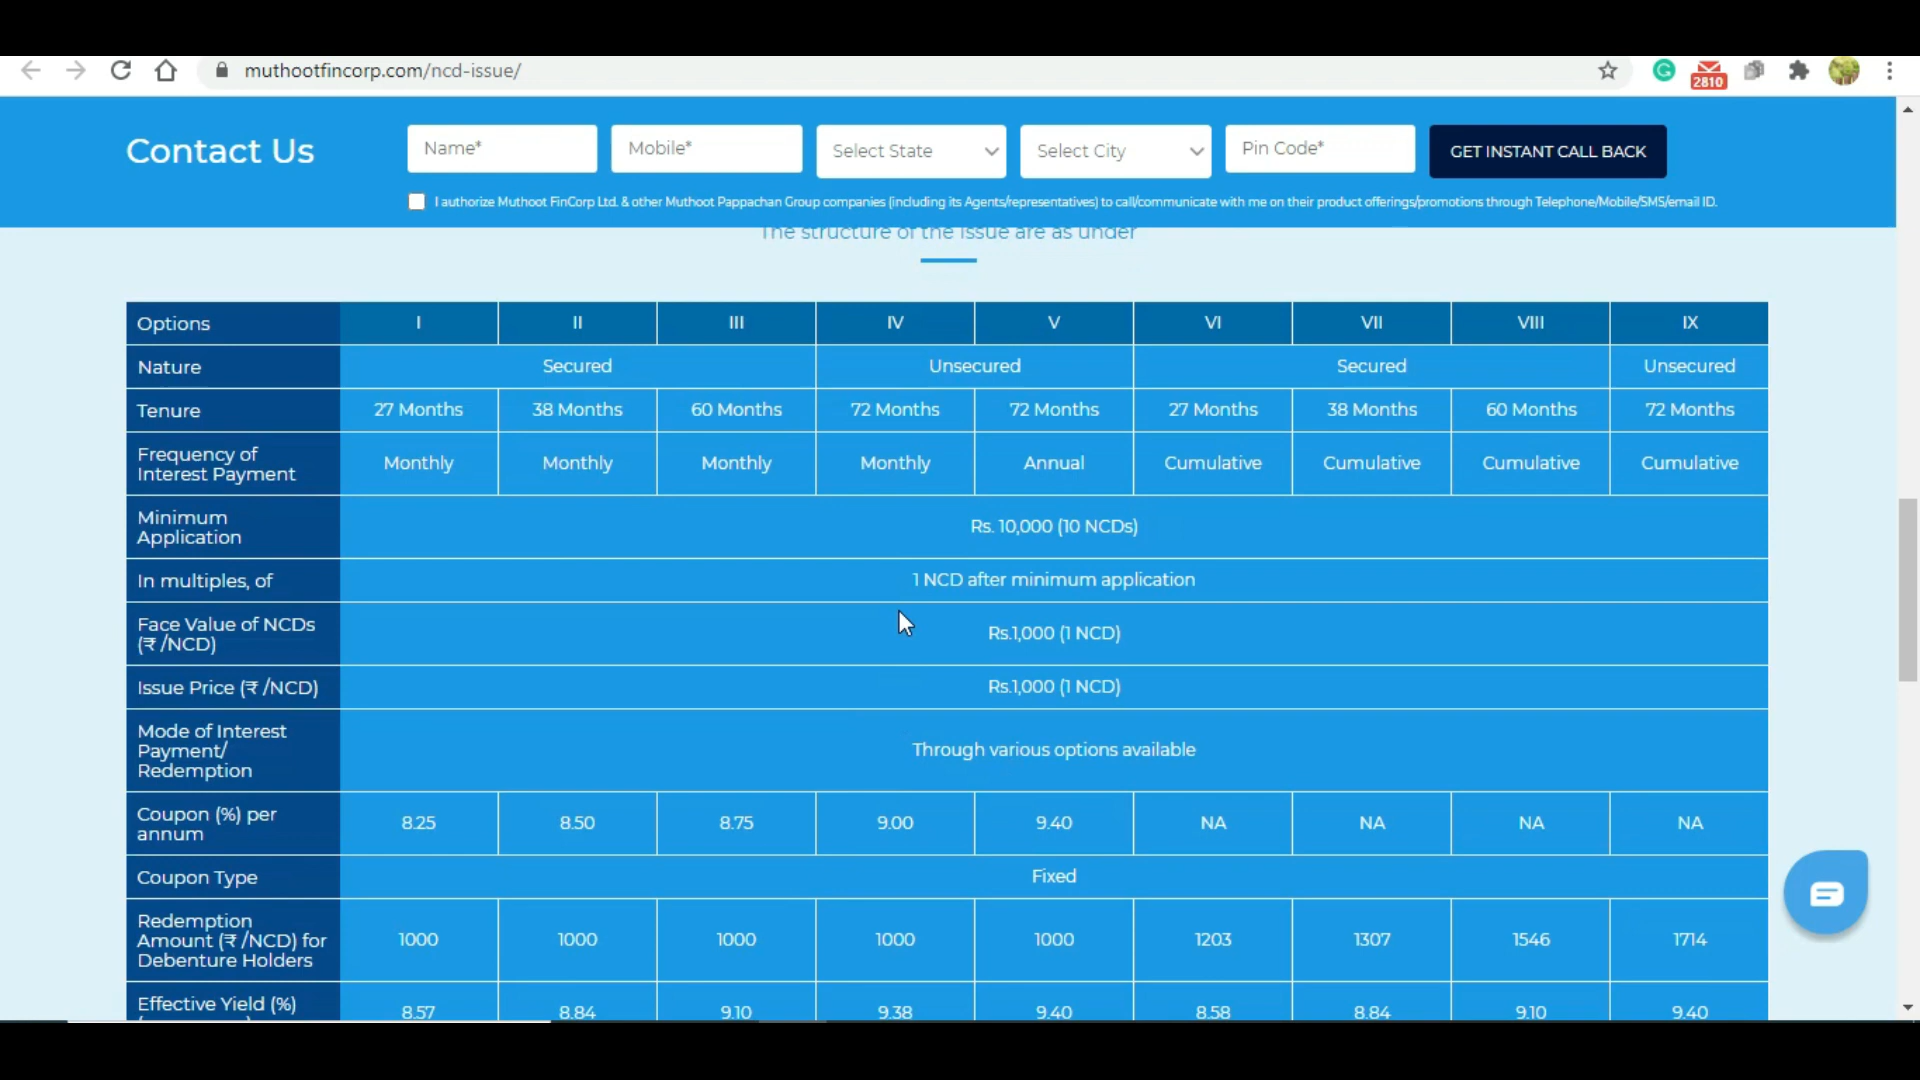 muthootfincorp.com/ncd-issue/
2810
Contact Us
Name*
Mobile*
Select State
Select City
Pin Code*
GET INSTANT CALL BACK
I authorize Muthoot FinCorp Ltd. & other Muthoot Pappachan Group companies (including its Agents/representatives) to call/communicate with me on their product offerings/promotions through Telephone/Mobile/SMS/email ID.
The structure of the issue are as under
Options I II III IV V VI VII VIII IX
Nature Secured Unsecured Secured Unsecured
Tenure 27 Months 38 Months 60 Months 72 Months 72 Months 27 Months 38 Months 60 Months 72 Months
Frequency of
Interest Payment Monthly Monthly Monthly Monthly Annual Cumulative Cumulative Cumulative Cumulative
Minimum
Application
Rs. 10,000 (10 NCDs)
In multiples, of 1 NCD after minimum application
Face Value of NCDs
(₹ /NCD)
Rs.1,000 (1 NCD)
Issue Price (₹ /NCD) Rs.1,000 (1 NCD)
Mode of Interest
Payment/
Redemption
Through various options available
Coupon (%) per
annum
8.25 8.50 8.75 9.00 9.40 NA NA NA NA
Coupon Type Fixed
Redemption
Amount (₹ /NCD) for
Debenture Holders
1000 1000 1000 1000 1000 1203 1307 1546 1714
Effective Yield (%)
8.57 8.84 9.10 9.38 9.40 8.58 8.84 9.10 9.40